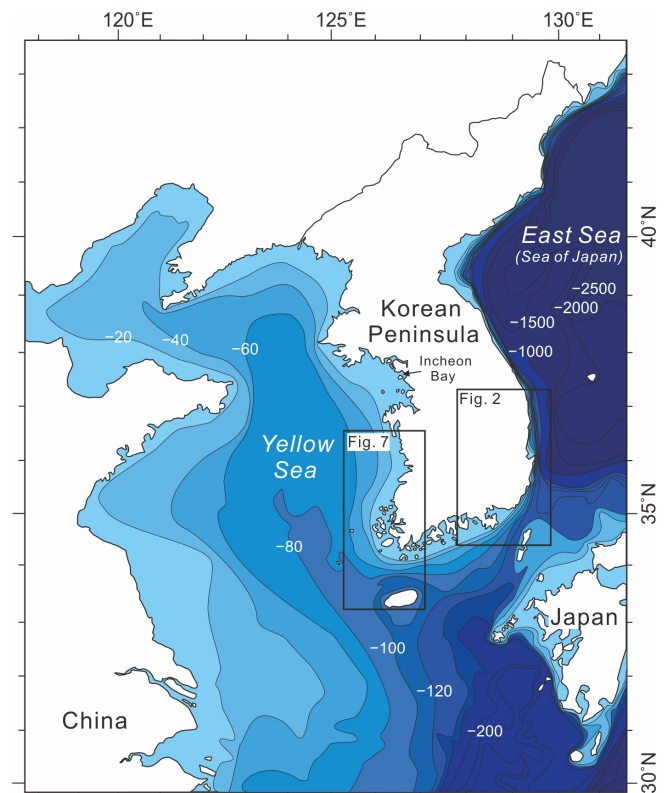 120°E 125°E 130°E
40°N
East Sea
(Sea of Japan)
−2500
−2000
−1500
−1000
Korean
Peninsula
Incheon
Bay
−20
−40
−60
Fig. 2
Fig. 7
Yellow
Sea
35°N
−80
Japan
−100
−120
China
−200
30°N